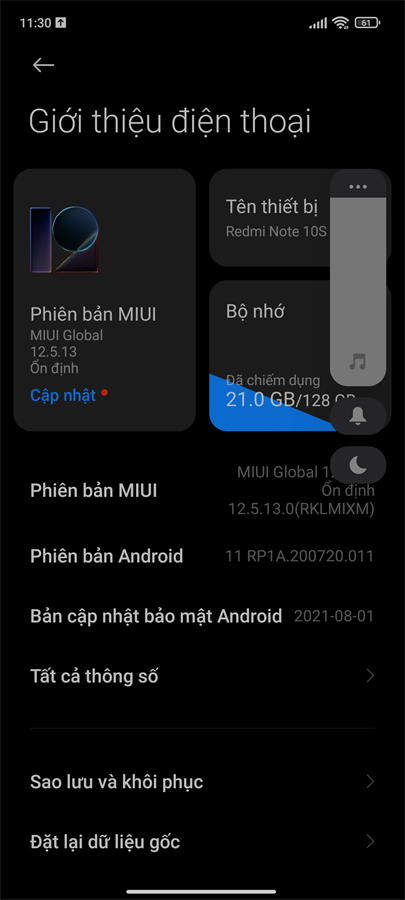 11:30
61
Giới thiệu điện thoại
Tên thiết bị
Redmi Note 10S
Phiên bản MIUI
MIUI Global
12.5.13
Ổn định
Cập nhật
Bộ nhớ
Đã chiếm dụng
21.0 GB/128 GB
Phiên bản MIUI
MIUI Global
Ổn định
12.5.13.0(RKLMIXM)
Phiên bản Android
11 RP1A.200720.011
Bản cập nhật bảo mật Android
2021-08-01
Tất cả thông số
Sao lưu và khôi phục
Đặt lại dữ liệu gốc